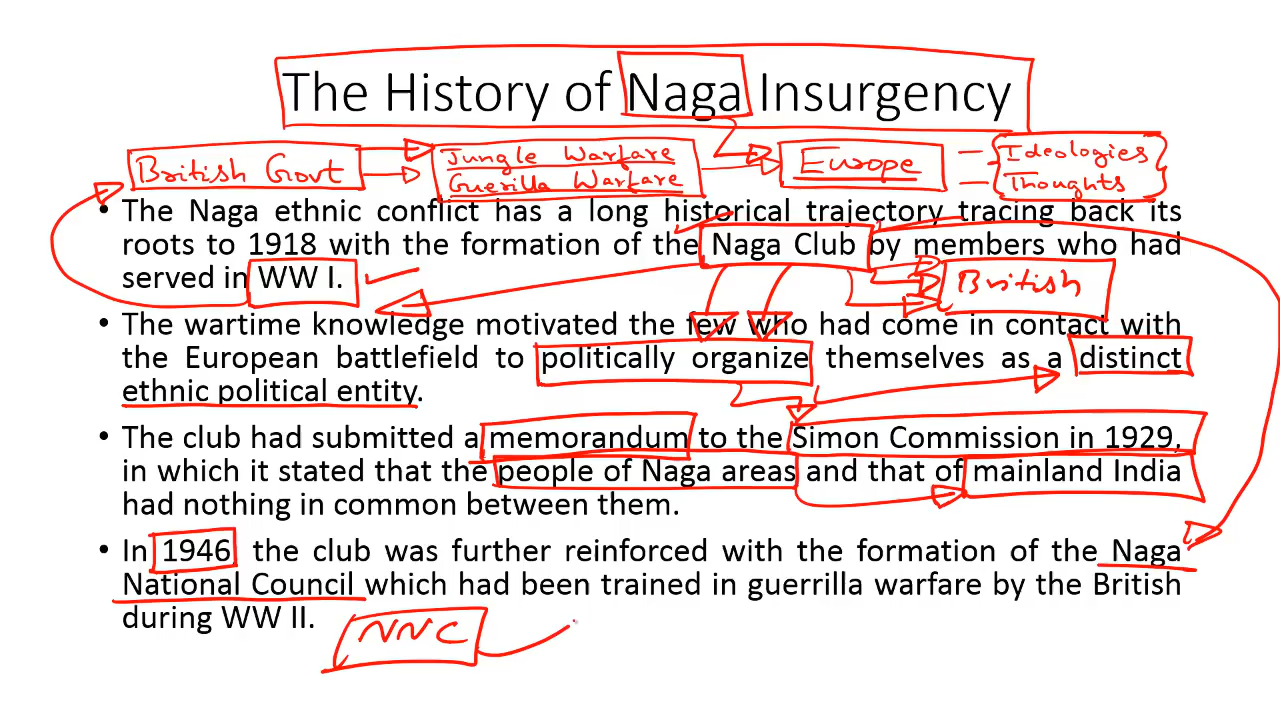 The History of Naga Insurgency
British Govt
Jungle Warfare
Guerilla Warfare
Europe
Ideologies
Thoughts
• The Naga ethnic conflict has a long historical trajectory tracing back its
roots to 1918 with the formation of the Naga Club by members who had
served in WW I.
British
• The wartime knowledge motivated the few who had come in contact with
the European battlefield to politically organize themselves as a distinct
ethnic political entity.
• The club had submitted a memorandum to the Simon Commission in 1929,
in which it stated that the people of Naga areas and that of mainland India
had nothing in common between them.
• In 1946 the club was further reinforced with the formation of the Naga
National Council which had been trained in guerrilla warfare by the British
during WW II.
NNC